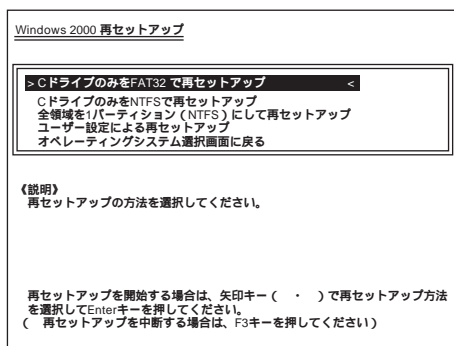 Windows 2000 再セットアップ
> CドライブのみをFAT32 で再セットアップ <
CドライブのみをNTFSで再セットアップ
全領域を1パーティション（NTFS）にして再セットアップ
ユーザー設定による再セットアップ
オペレーティングシステム選択画面に戻る
《説明》
再セットアップの方法を選択してください。
再セットアップを開始する場合は、矢印キー（　・　）で再セットアップ方法
を選択してEnterキーを押してください。
（　再セットアップを中断する場合は、F3キーを押してください）